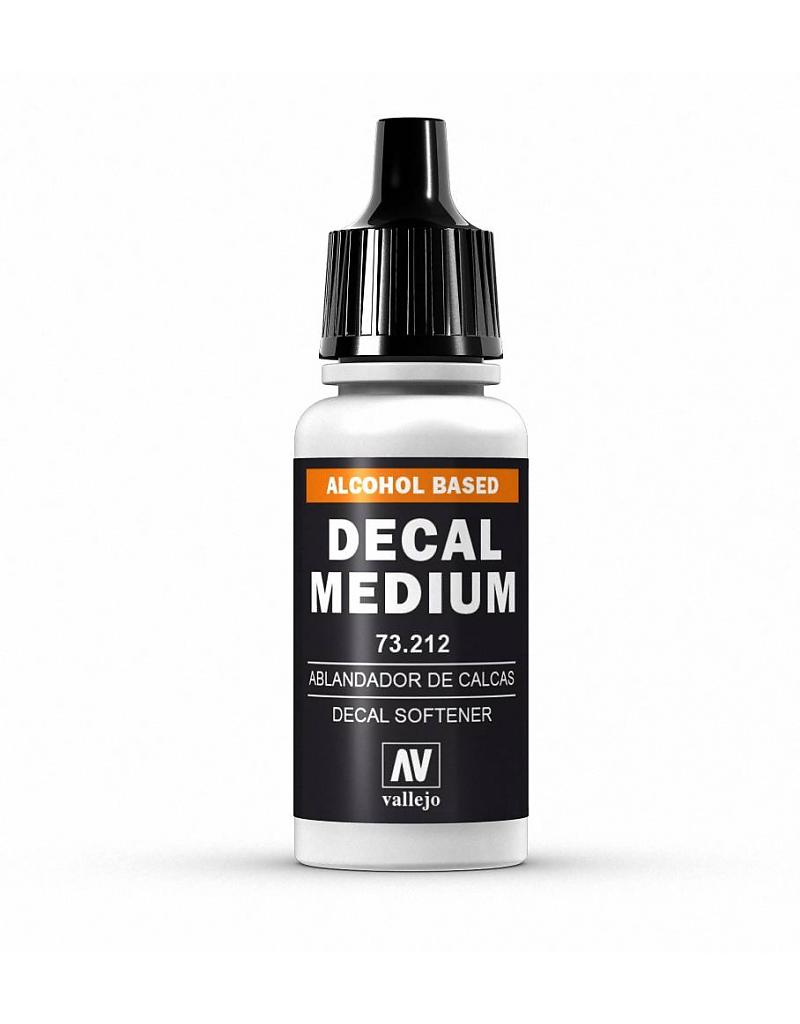 ALCOHOL BASED
DECAL
MEDIUM
73.212
ABLANDADOR DE CALCAS
DECAL SOFTENER
AV
vallejo